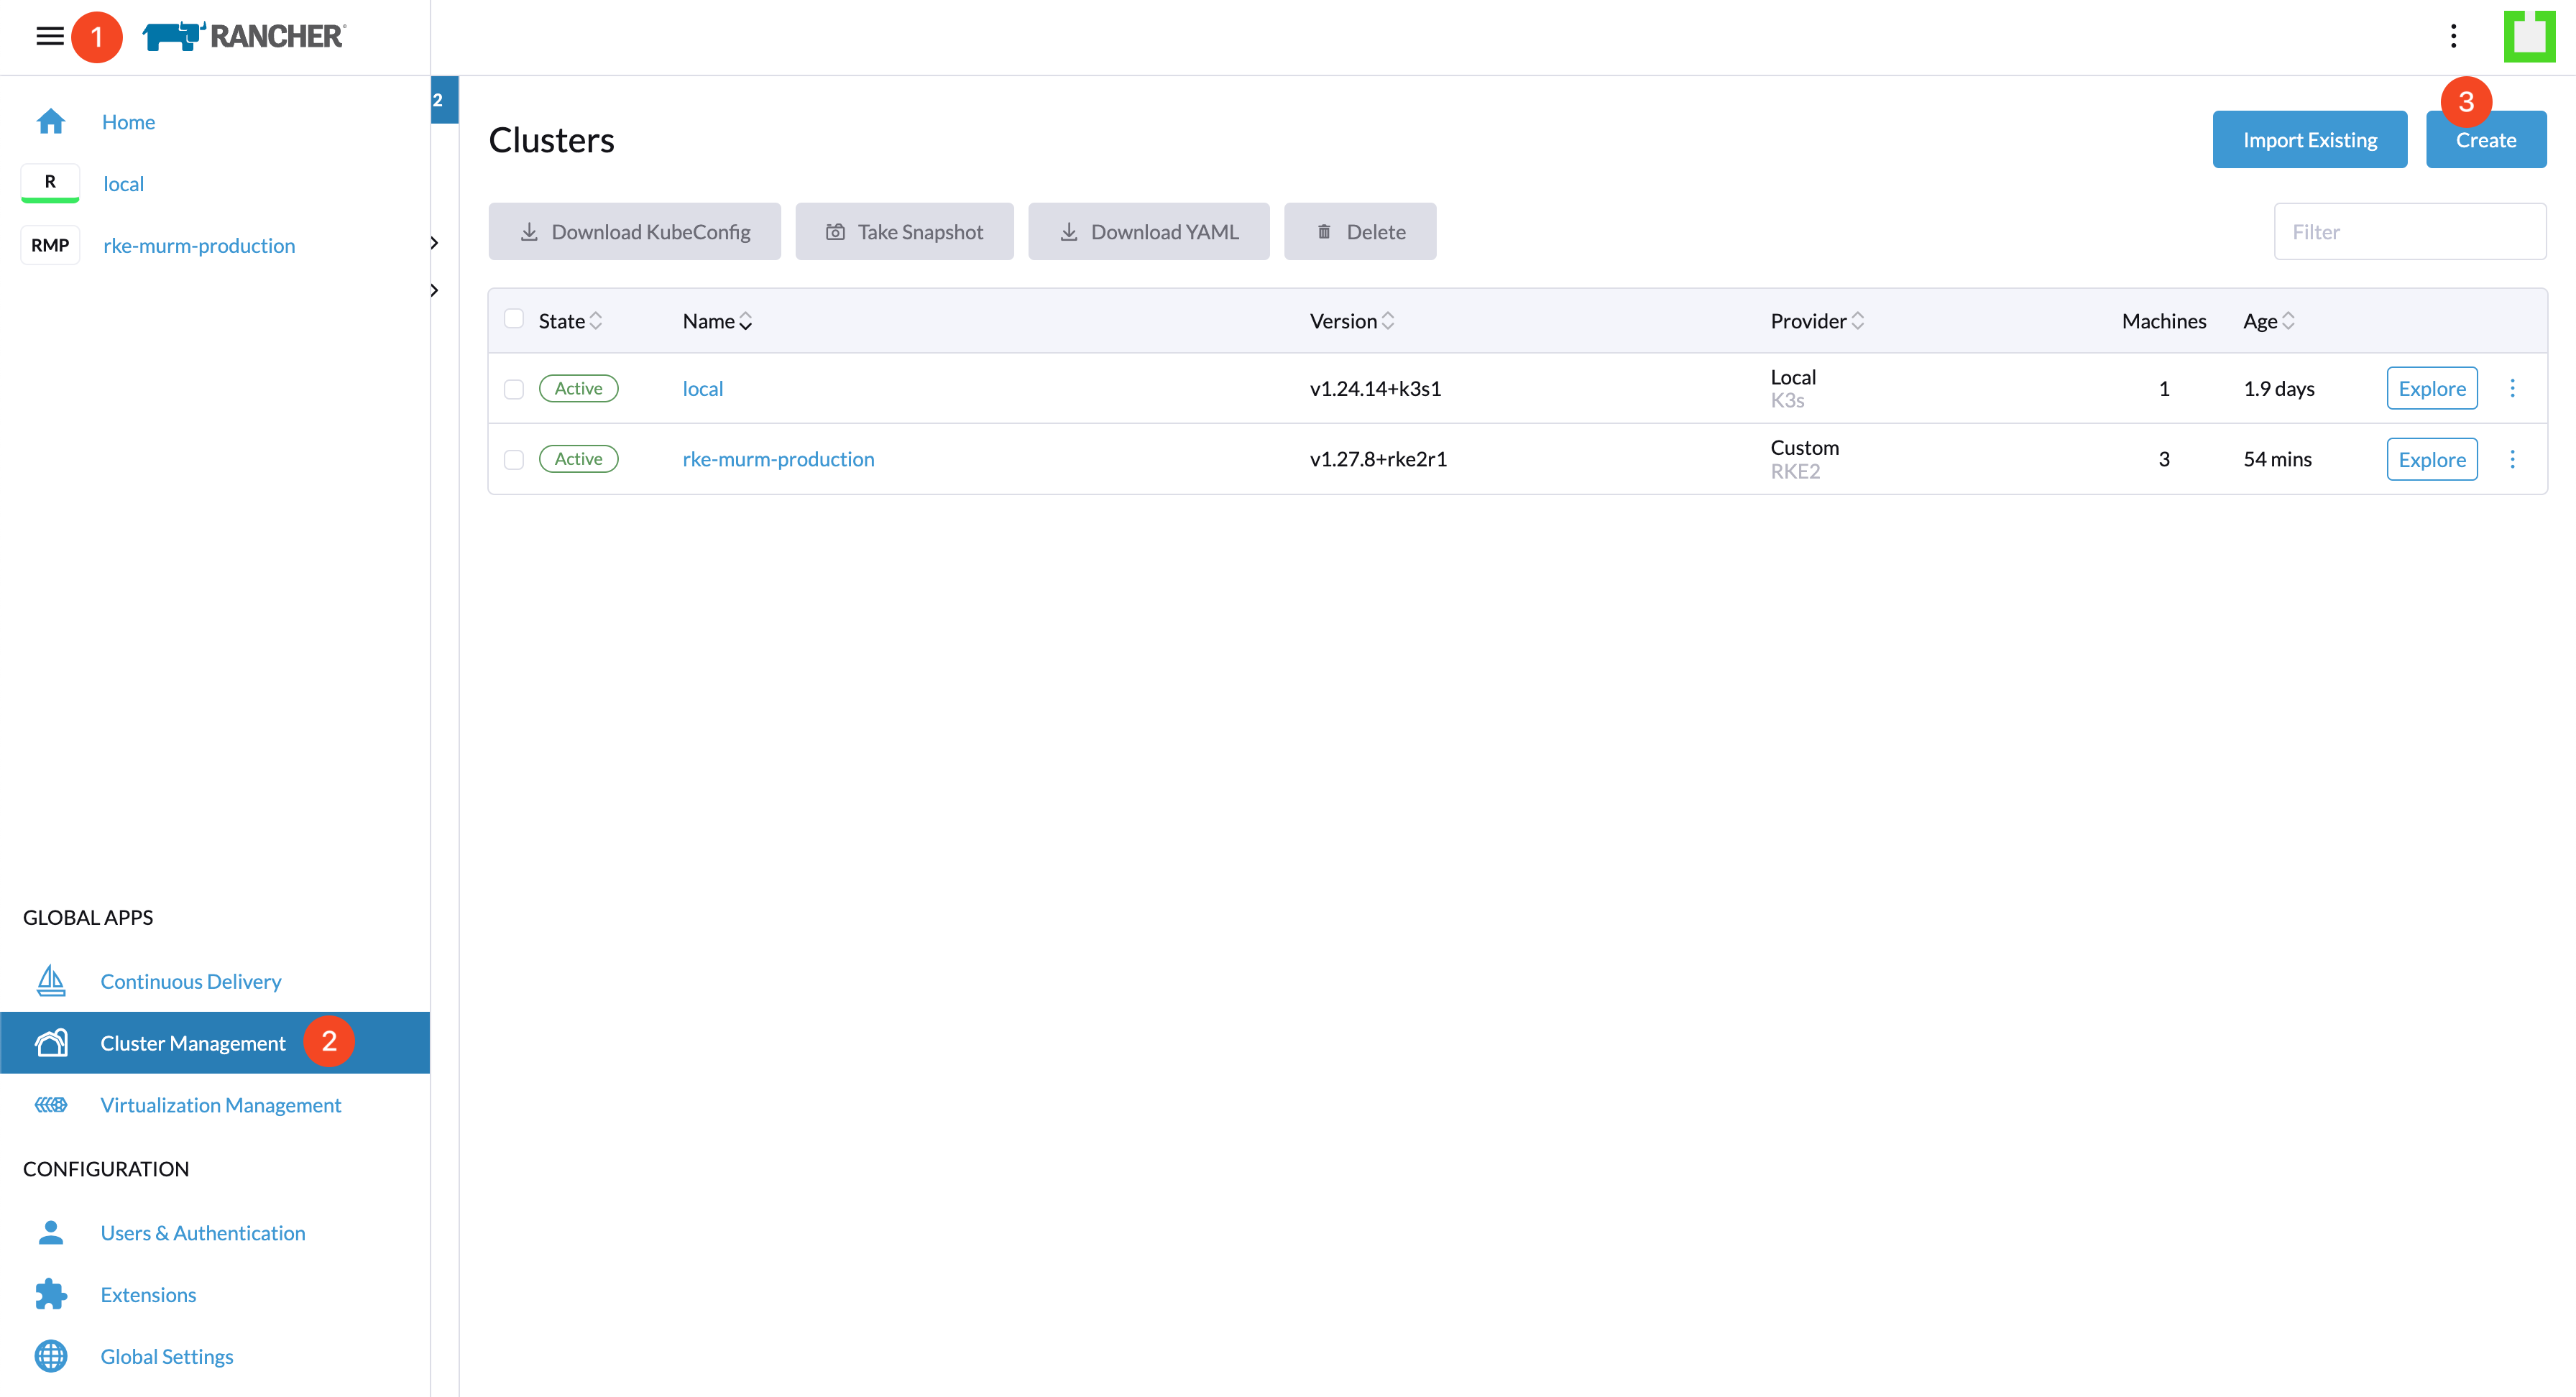 1
RANCHER
Home
R
local
RMP
rke-murm-production
GLOBAL APPS
Continuous Delivery
Cluster Management
2
Virtualization Management
CONFIGURATION
Users & Authentication
Extensions
Global Settings
2
Clusters
Import Existing
3
Create
Download KubeConfig
Take Snapshot
Download YAML
Delete
Filter
State Name Version Provider Machines Age
Active local v1.24.14+k3s1 Local 1 1.9 days Explore
K3s
Active rke-murm-production v1.27.8+rke2r1 Custom 3 54 mins Explore
RKE2